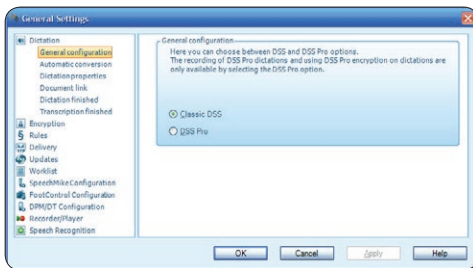 General Settings
Dictation
General configuration
Automatic conversion
Dictation properties
Document link
Dictation finished
Transcription finished
Encryption
Rules
Delivery
Updates
Worklist
SpeechMike Configuration
FootControl Configuration
DPM/DT Configuration
Recorder/Player
Speech Recognition
General configuration
Here you can choose between DSS and DSS Pro options.
The recording of DSS Pro dictations and using DSS Pro encryption on dictations are
only available by selecting the DSS Pro option.
Classic DSS
DSS Pro
OK Cancel Apply Help